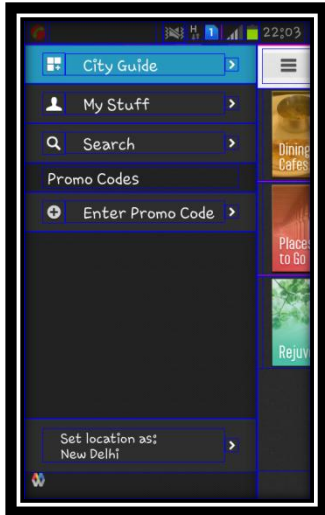 H 1 22:03
City Guide
My Stuff
Search
Promo Codes
Enter Promo Code
Dining
Cafes
Places
to Go
Rejuv
Set location as:
New Delhi